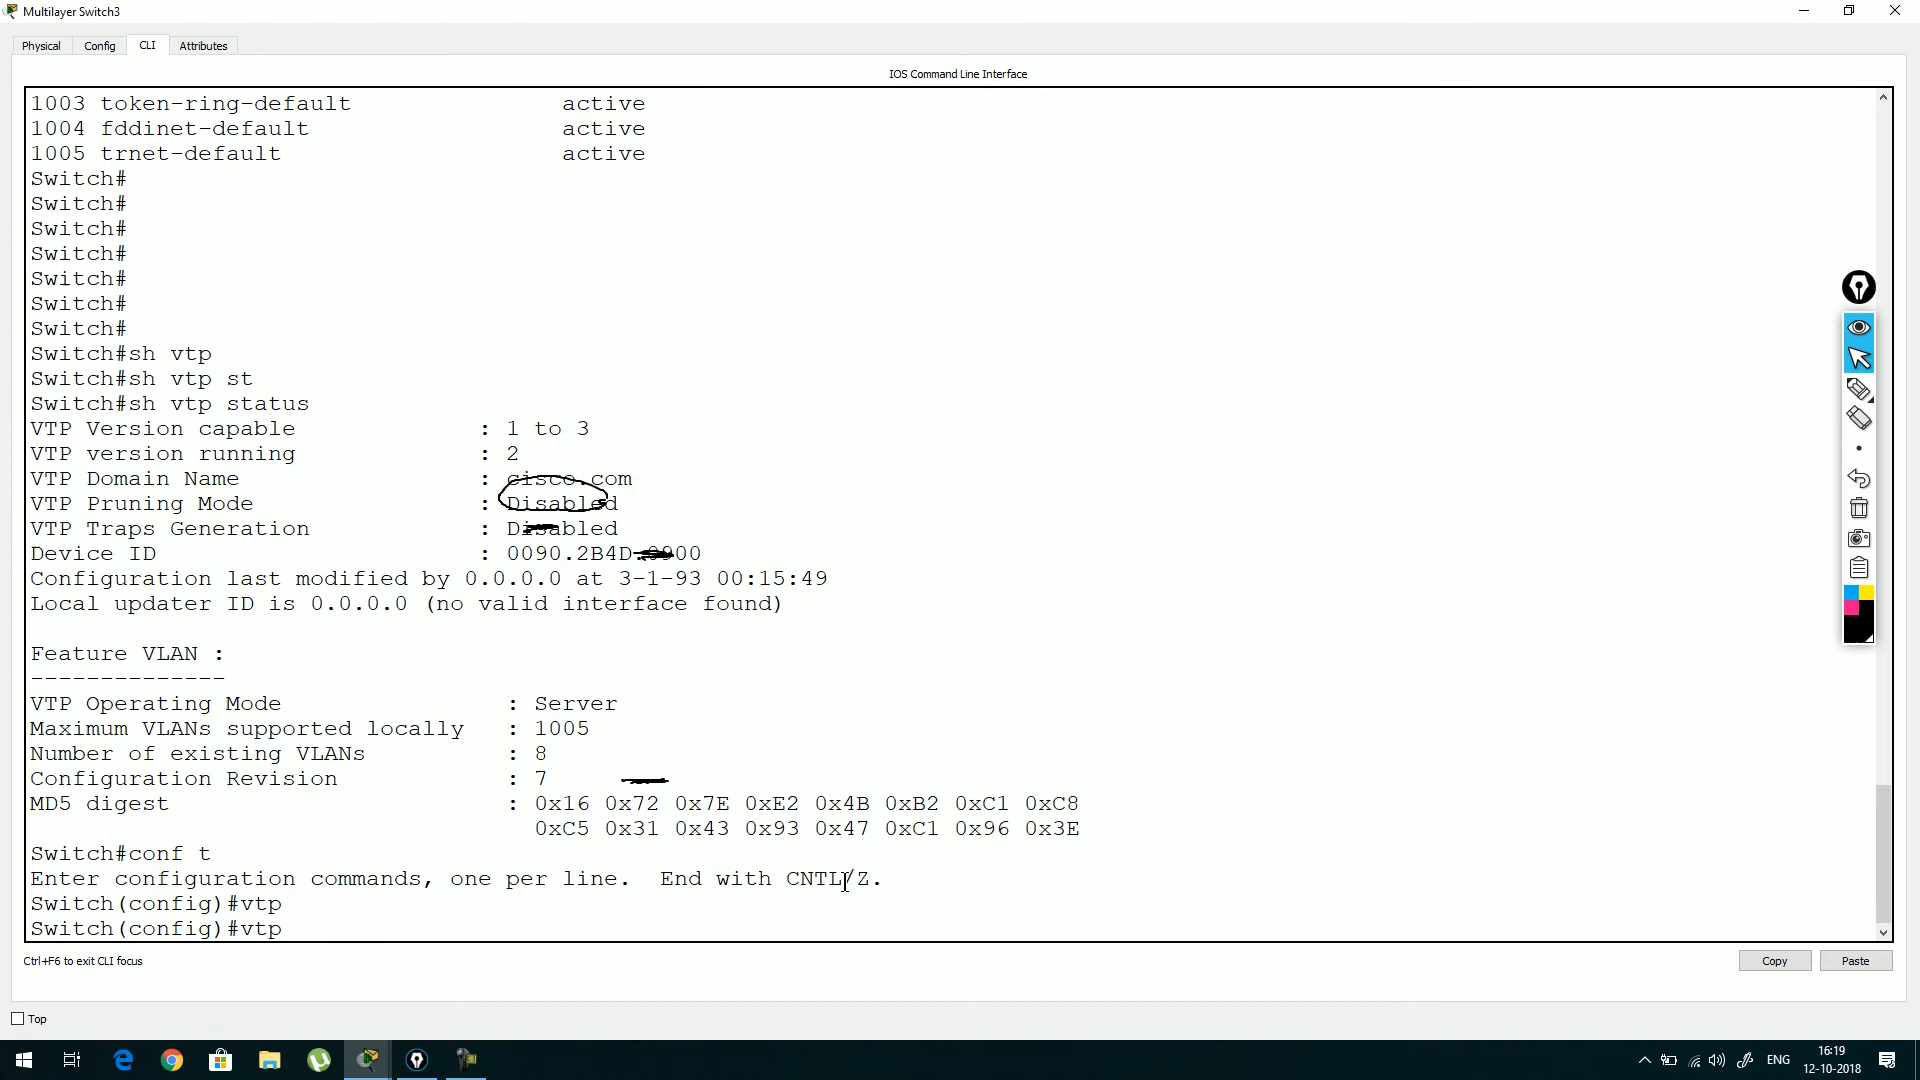 Multilayer Switch3
Physical Config CLI Attributes
IOS Command Line Interface
1003 token-ring-default active
1004 fddinet-default active
1005 trnet-default active
Switch#
Switch#
Switch#
Switch#
Switch#
Switch#
Switch#
Switch#sh vtp
Switch#sh vtp st
Switch#sh vtp status
VTP Version capable : 1 to 3
VTP version running : 2
VTP Domain Name : cisco.com
VTP Pruning Mode : Disabled
VTP Traps Generation : Disabled
Device ID : 0090.2B4D.0900
Configuration last modified by 0.0.0.0 at 3-1-93 00:15:49
Local updater ID is 0.0.0.0 (no valid interface found)
Feature VLAN :
--------------
VTP Operating Mode : Server
Maximum VLANs supported locally : 1005
Number of existing VLANs : 8
Configuration Revision : 7
MD5 digest : 0x16 0x72 0x7E 0xE2 0x4B 0xB2 0xC1 0xC8
0xC5 0x31 0x43 0x93 0x47 0xC1 0x96 0x3E
Switch#conf t
Enter configuration commands, one per line. End with CNTL/Z.
Switch(config)#vtp
Switch(config)#vtp
Ctrl+F6 to exit CLI focus
Copy Paste
Top
ENG
16:19
12-10-2018